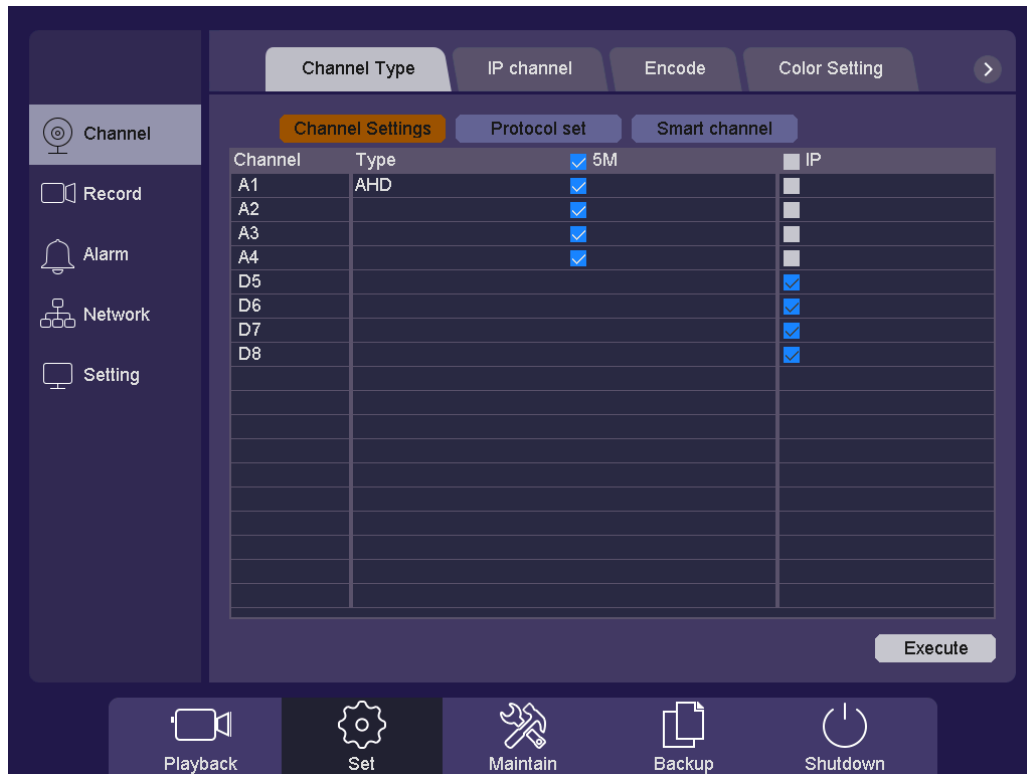 Channel Type IP channel Encode Color Setting
Channel
Record
Alarm
Network
Setting
Channel Settings Protocol set Smart channel
Channel Type 5M IP
A1 AHD
A2
A3
A4
D5
D6
D7
D8
Execute
Playback Set Maintain Backup Shutdown